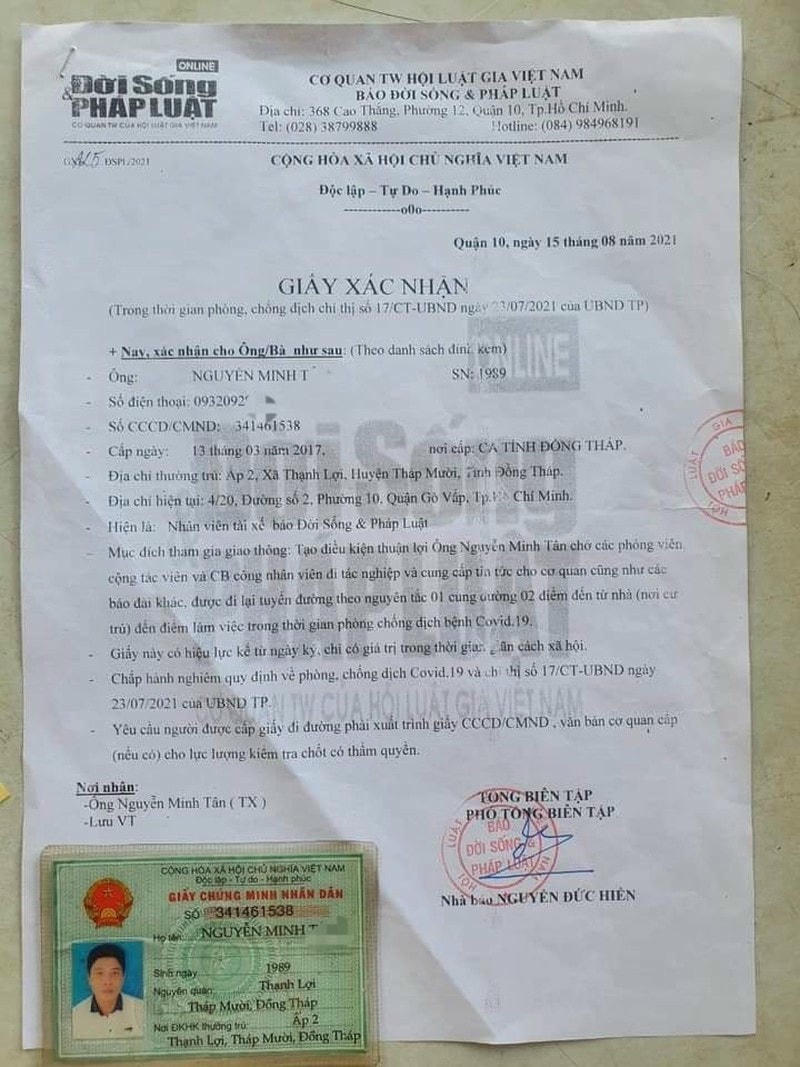 ONLINE
Đời Sống
& PHÁP LUẬT
CƠ QUAN TW CỦA HỘI LUẬT GIA VIỆT NAM
CƠ QUAN TW HỘI LUẬT GIA VIỆT NAM
BÁO ĐỜI SỐNG & PHÁP LUẬT
Địa chỉ: 368 Cao Thắng, Phường 12, Quận 10, Tp.Hồ Chí Minh.
Tel: (028) 38799888 Hotline: (084) 984968191
ĐSPL/2021
CỘNG HÒA XÃ HỘI CHỦ NGHĨA VIỆT NAM
Độc lập – Tự Do – Hạnh Phúc
------------o0o----------
Quận 10, ngày 15 tháng 08 năm 2021
GIẤY XÁC NHẬN
(Trong thời gian phòng, chống dịch chỉ thị số 17/CT-UBND ngày 23/07/2021 của UBND TP)
+ Nay, xác nhận cho Ông/Bà như sau: (Theo danh sách đính kèm)
- Ông: NGUYỄN MINH T SN: 1989
- Số điện thoại: 0932092
- Số CCCD/CMND: 341461538
- Cấp ngày: 13 tháng 03 năm 2017, nơi cấp: CA TỈNH ĐỒNG THÁP.
- Địa chỉ thường trú: Ấp 2, Xã Thạnh Lợi, Huyện Tháp Mười, Tỉnh Đồng Tháp.
- Địa chỉ hiện tại: 4/20, Đường số 2, Phường 10, Quận Gò Vấp, Tp.Hồ Chí Minh.
- Hiện là: Nhân viên tài xế báo Đời Sống & Pháp Luật
- Mục đích tham gia giao thông: Tạo điều kiện thuận lợi Ông Nguyễn Minh Tân chở các phóng viên
cộng tác viên và CB công nhân viên đi tác nghiệp và cung cấp tin tức cho cơ quan cũng như các
báo đài khác, được đi lại tuyến đường theo nguyên tắc 01 cung đường 02 điểm đến từ nhà (nơi cư
trú) đến điểm làm việc trong thời gian phòng chống dịch bệnh Covid.19.
- Giấy này có hiệu lực kể từ ngày ký, chỉ có giá trị trong thời gian giãn cách xã hội.
- Chấp hành nghiêm quy định về phòng, chống dịch Covid.19 và chỉ thị số 17/CT-UBND ngày
23/07/2021 của UBND TP.
- Yêu cầu người được cấp giấy đi đường phải xuất trình giấy CCCD/CMND , văn bản cơ quan cấp
(nếu có) cho lực lượng kiểm tra chốt có thẩm quyền.
Nơi nhận:
-Ông Nguyễn Minh Tân ( TX )
-Lưu VT
TỔNG BIÊN TẬP
PHÓ TỔNG BIÊN TẬP
BÁO
ĐỜI SỐNG &
PHÁP LUẬT
Nhà báo NGUYỄN ĐỨC HIỂN
CỘNG HÒA XÃ HỘI CHỦ NGHĨA VIỆT NAM
Độc lập - Tự do - Hạnh phúc
GIẤY CHỨNG MINH NHÂN DÂN
SỐ 341461538
Họ tên: NGUYỄN MINH T
Sinh ngày 1989
Nguyên quán: Thạnh Lợi
Tháp Mười, Đồng Tháp
Nơi ĐKHK thường trú: Ấp 2
Thạnh Lợi, Tháp Mười, Đồng Tháp